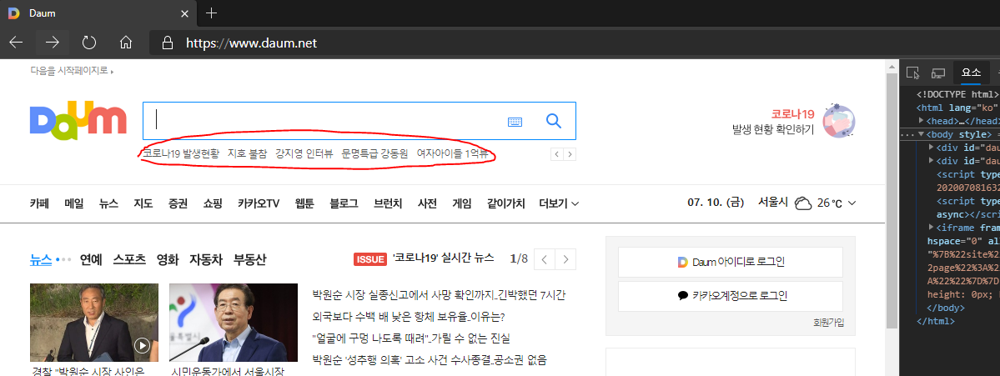 Daum
https://www.daum.net
다음을 시작페이지로
Daum
코로나19 발생현황 지호 불참 강지영 인터뷰 문명특급 강동원 여자아이들 1억뷰
코로나19
발생 현황 확인하기
카페 메일 뉴스 지도 증권 쇼핑 카카오TV 웹툰 블로그 브런치 사전 게임 같이가치 더보기
07. 10. (금) 서울시 26 ℃
뉴스 연예 스포츠 영화 자동차 부동산
ISSUE '코로나19' 실시간 뉴스 1/8
박원순 시장 실종신고에서 사망 확인까지..긴박했던 7시간
외국보다 수백 배 낮은 항체 보유율..이유는?
"얼굴에 구멍 나도록 때려"..가릴 수 없는 진실
박원순 '성추행 의혹' 고소 사건 수사종결..공소권 없음
경찰 "박원순 시장 사인은
시민운동가에서 서울시장
Daum 아이디로 로그인
카카오계정으로 로그인
회원가입
요소
<!DOCTYPE html>
<html lang="ko"
<head>…</head>
<body style> =
<div id="dau
<div id="dau
<script type
20200708163
<script type
async></scri
<iframe fram
hspace="0" al
"%7B%22site%2
2page%22%3A%2
A%22%22%7D%7D
height: 0px;
</body>
</html>